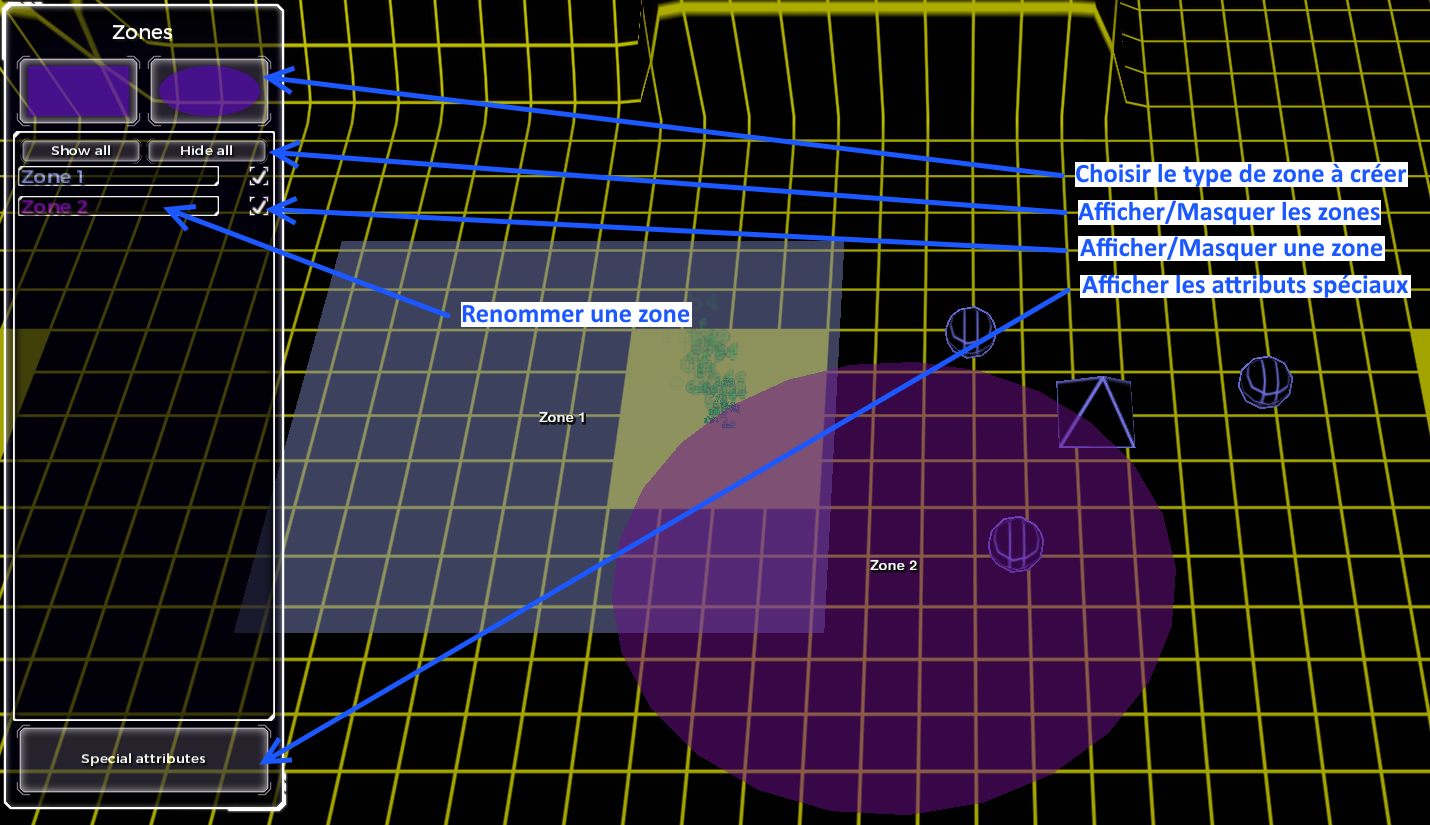 Zones
Show all
Hide all
Zone 1
Zone 2
Choisir le type de zone à créer
Afficher/Masquer les zones
Afficher/Masquer une zone
Afficher les attributs spéciaux
Renommer une zone
Zone 1
Zone 2
Special attributes